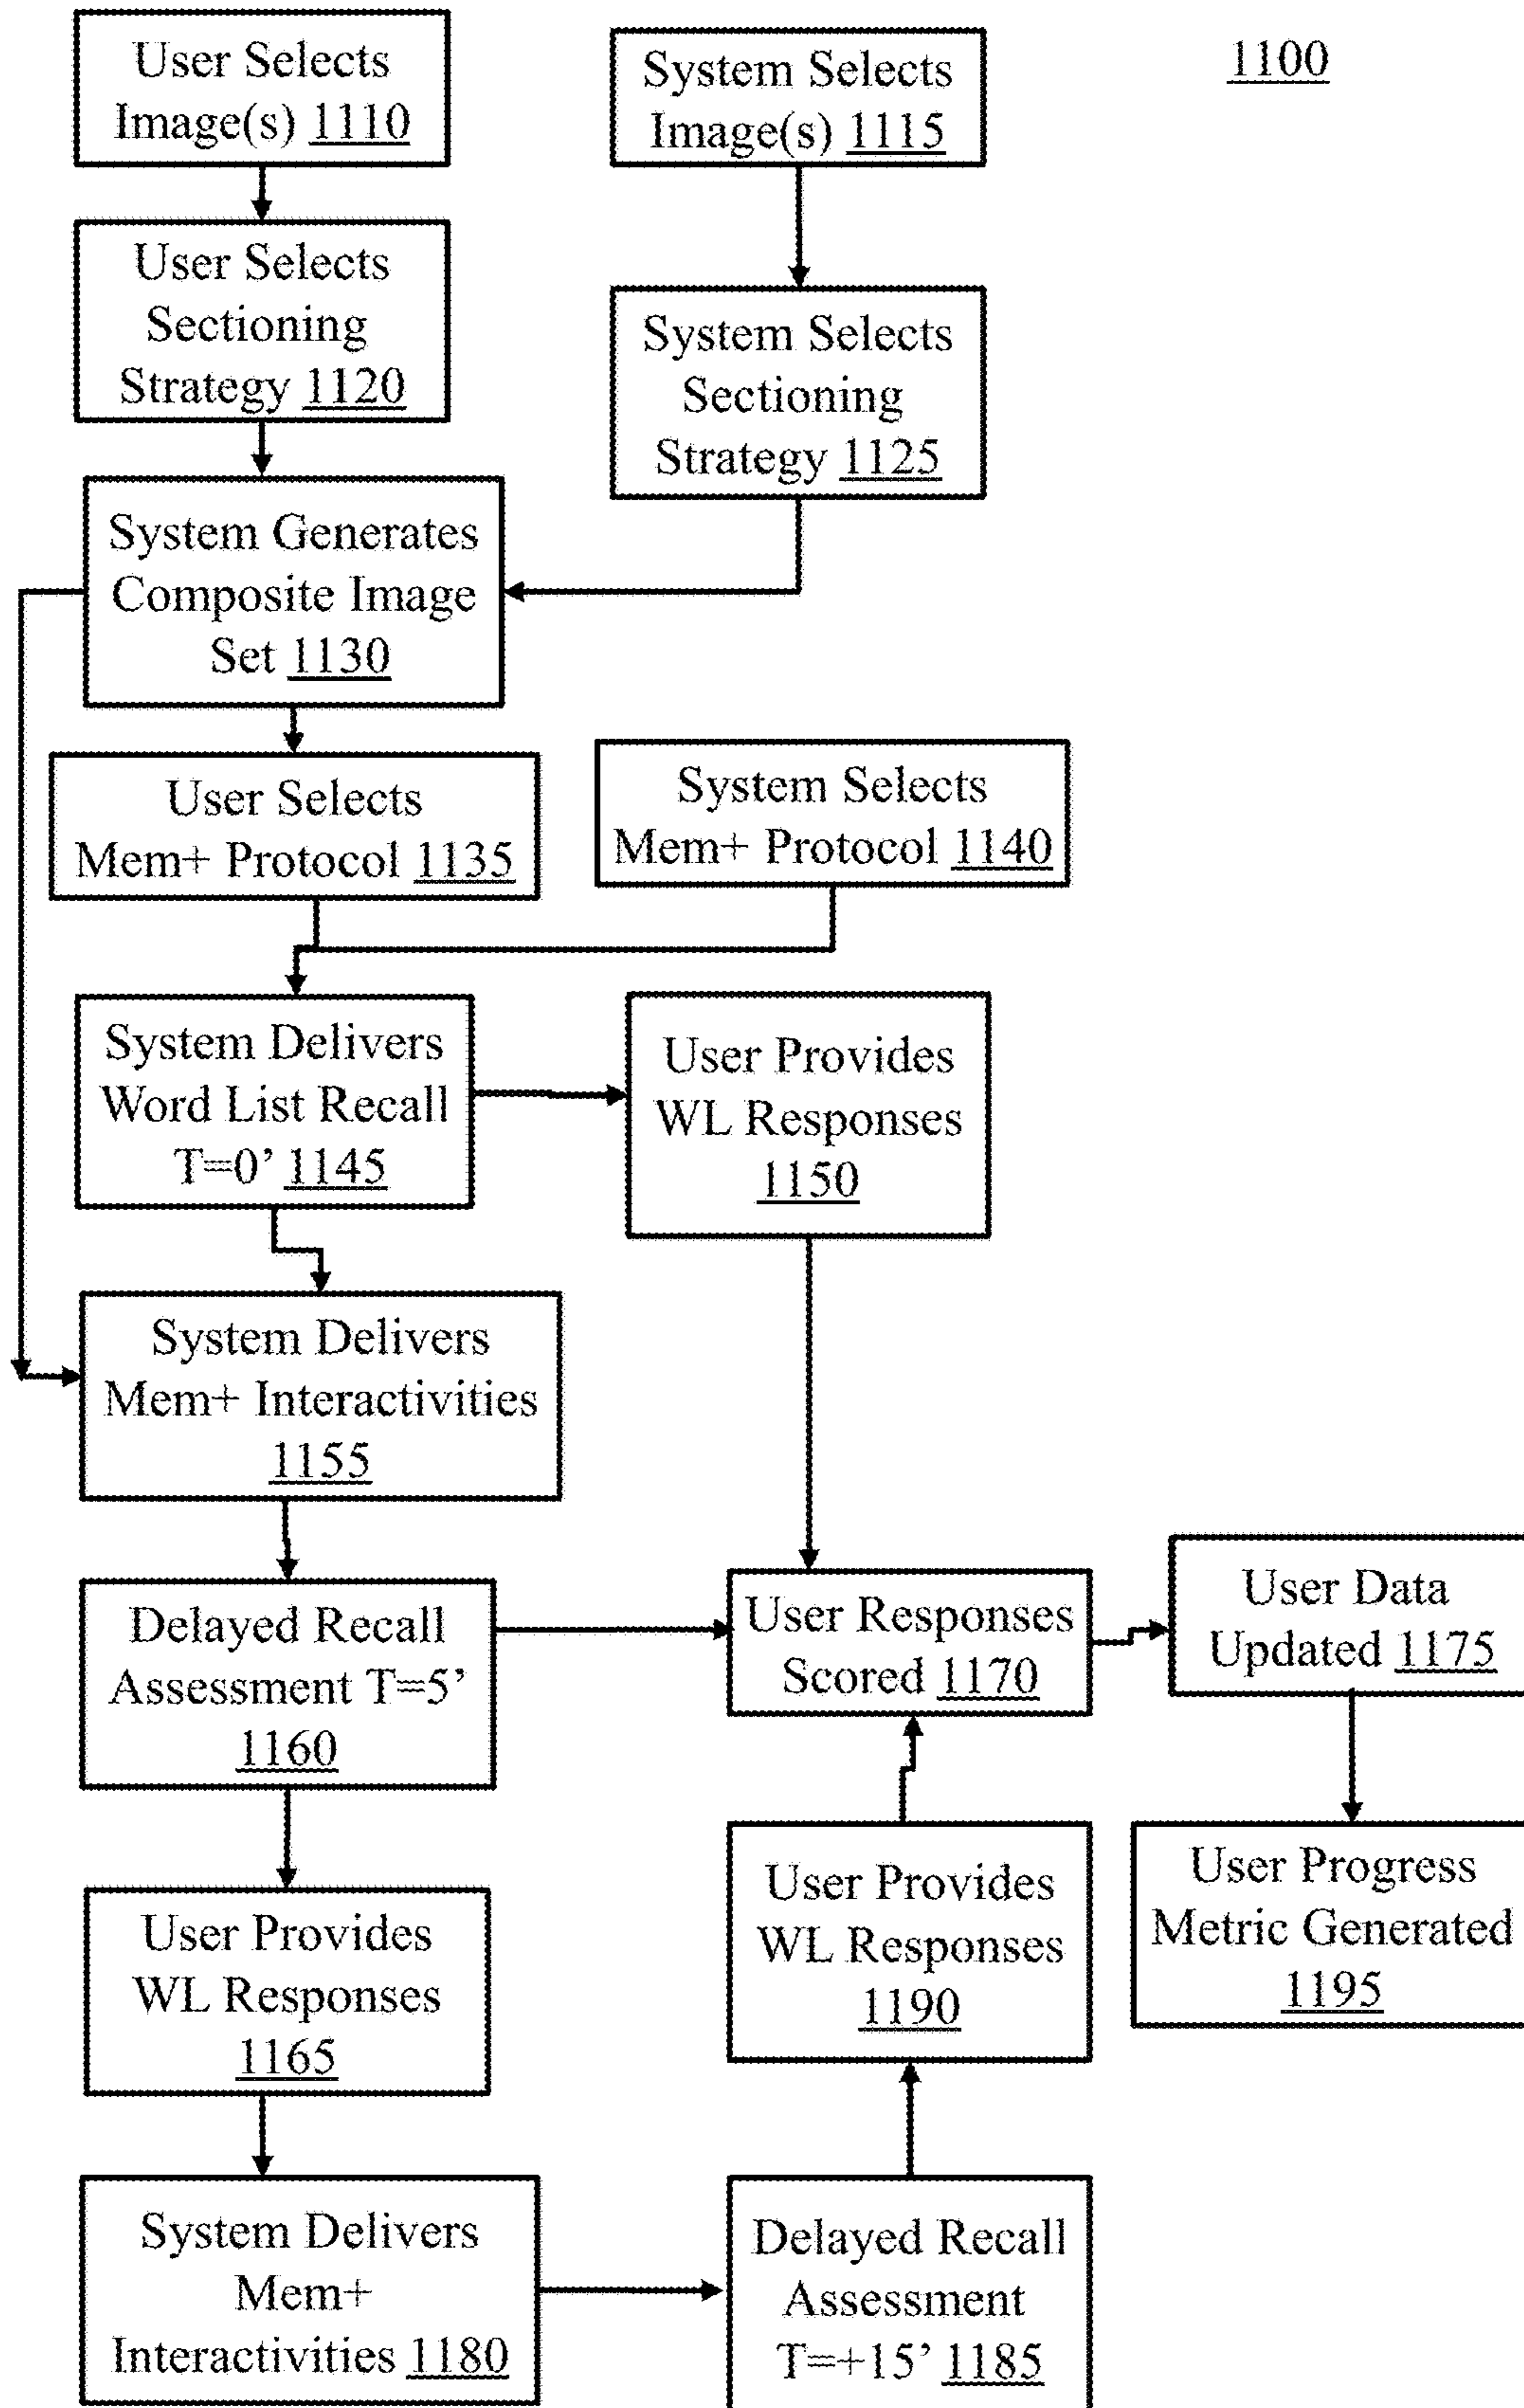 1100
User Selects
Image(s) 1110
System Selects
Image(s) 1115
User Selects
Sectioning
Strategy 1120
System Selects
Sectioning
Strategy 1125
System Generates
Composite Image
Set 1130
User Selects
Mem+ Protocol 1135
System Selects
Mem+ Protocol 1140
System Delivers
Word List Recall
T=0’ 1145
User Provides
WL Responses
1150
System Delivers
Mem+ Interactivities
1155
Delayed Recall
Assessment T=5’
1160
User Responses
Scored 1170
User Data
Updated 1175
User Provides
WL Responses
1165
User Provides
WL Responses
1190
User Progress
Metric Generated
1195
System Delivers
Mem+
Interactivities 1180
Delayed Recall
Assessment
T=+15’ 1185